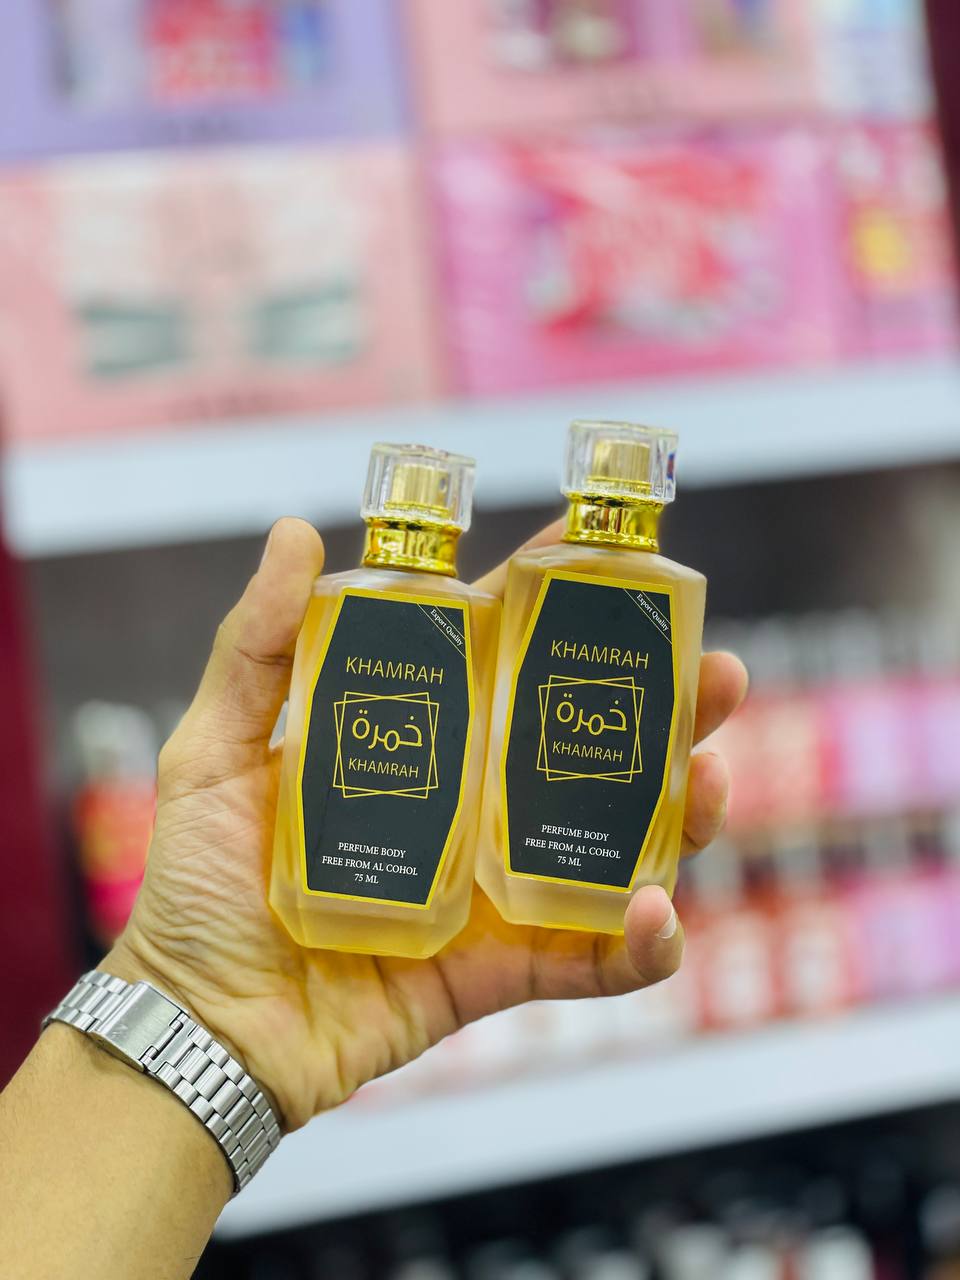 Export Quality
KHAMRAH
خمرة
KHAMRAH
PERFUME BODY
FREE FROM AL COHOL
75 ML
Export Quality
KHAMRAH
خمرة
KHAMRAH
PERFUME BODY
FREE FROM AL COHOL
75 ML